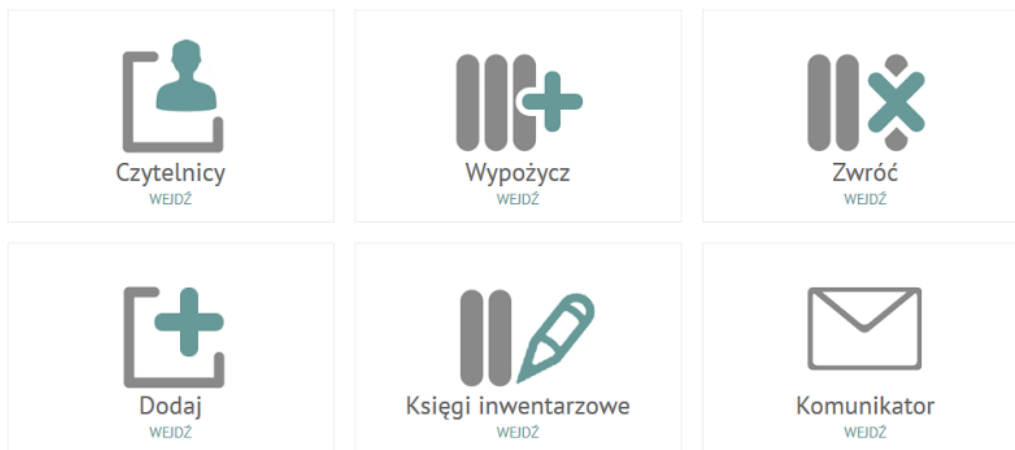 Czytelnicy
WEJDŹ
Wypożycz
WEJDŹ
Zwróć
WEJDŹ
Dodaj
WEJDŹ
Księgi inwentarzowe
WEJDŹ
Komunikator
WEJDŹ